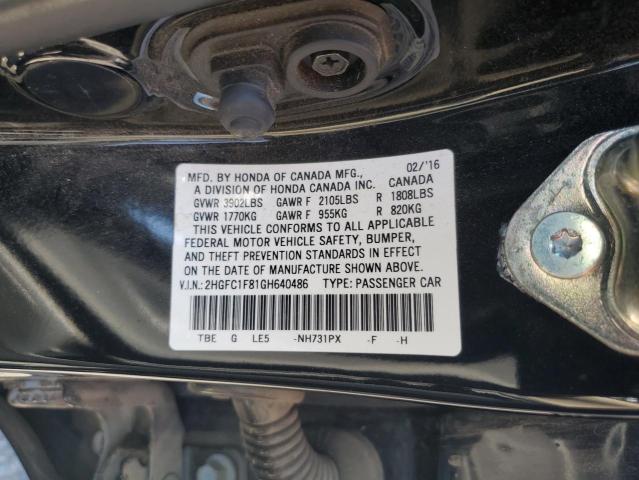 MFD. BY HONDA OF CANADA MFG., 02/'16
A DIVISION OF HONDA CANADA INC. CANADA
GVWR 3902LBS GAWR F 2105LBS R 1808LBS
GVWR 1770KG GAWR F 955KG R 820KG
THIS VEHICLE CONFORMS TO ALL APPLICABLE
FEDERAL MOTOR VEHICLE SAFETY, BUMPER,
AND THEFT PREVENTION STANDARDS IN EFFECT
ON THE DATE OF MANUFACTURE SHOWN ABOVE.
V.I.N.: 2HGFC1F81GH640486 TYPE: PASSENGER CAR
TBE G LE5 -NH731PX -F -H